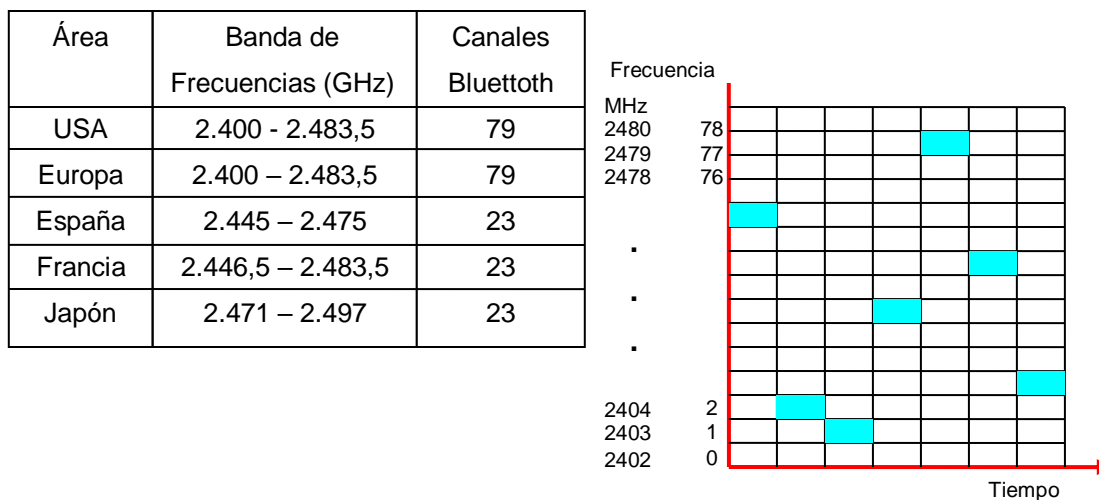 Área Banda de Canales
Frecuencias (GHz) Bluettoth
USA 2.400 - 2.483,5 79
Europa 2.400 – 2.483,5 79
España 2.445 – 2.475 23
Francia 2.446,5 – 2.483,5 23
Japón 2.471 – 2.497 23
Frecuencia
MHz
2480 78
2479 77
2478 76
.
.
.
2404 2
2403 1
2402 0
Tiempo